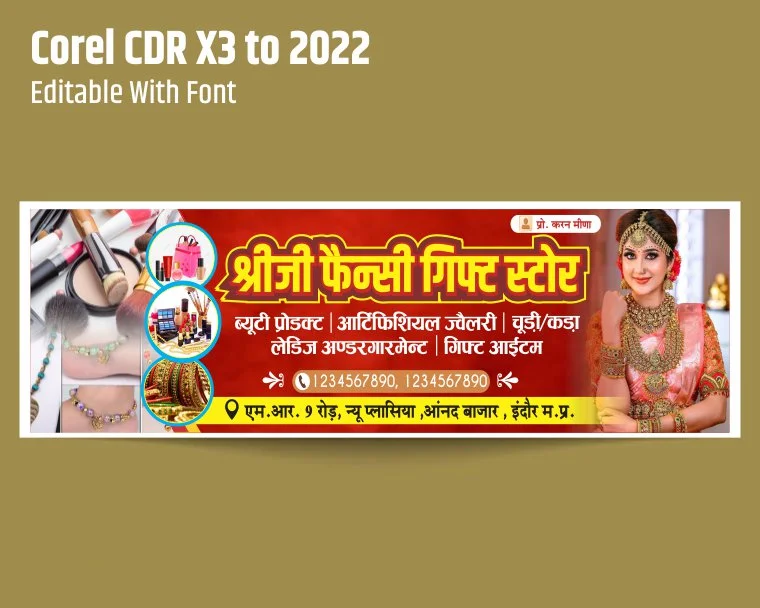 Corel CDR X3 to 2022
Editable With Font
प्रो. करन मीणा
श्रीजी फैन्सी गिफ्ट स्टोर
ब्यूटी प्रोडक्ट | आर्टिफिशियल ज्वैलरी | चूड़ी/कडा
लेडिज अण्डरगारमेन्ट | गिफ्ट आईटम
1234567890, 1234567890
एम.आर. 9 रोड़, न्यू प्लासिया ,आंनद बाजार , इंदौर म.प्र.